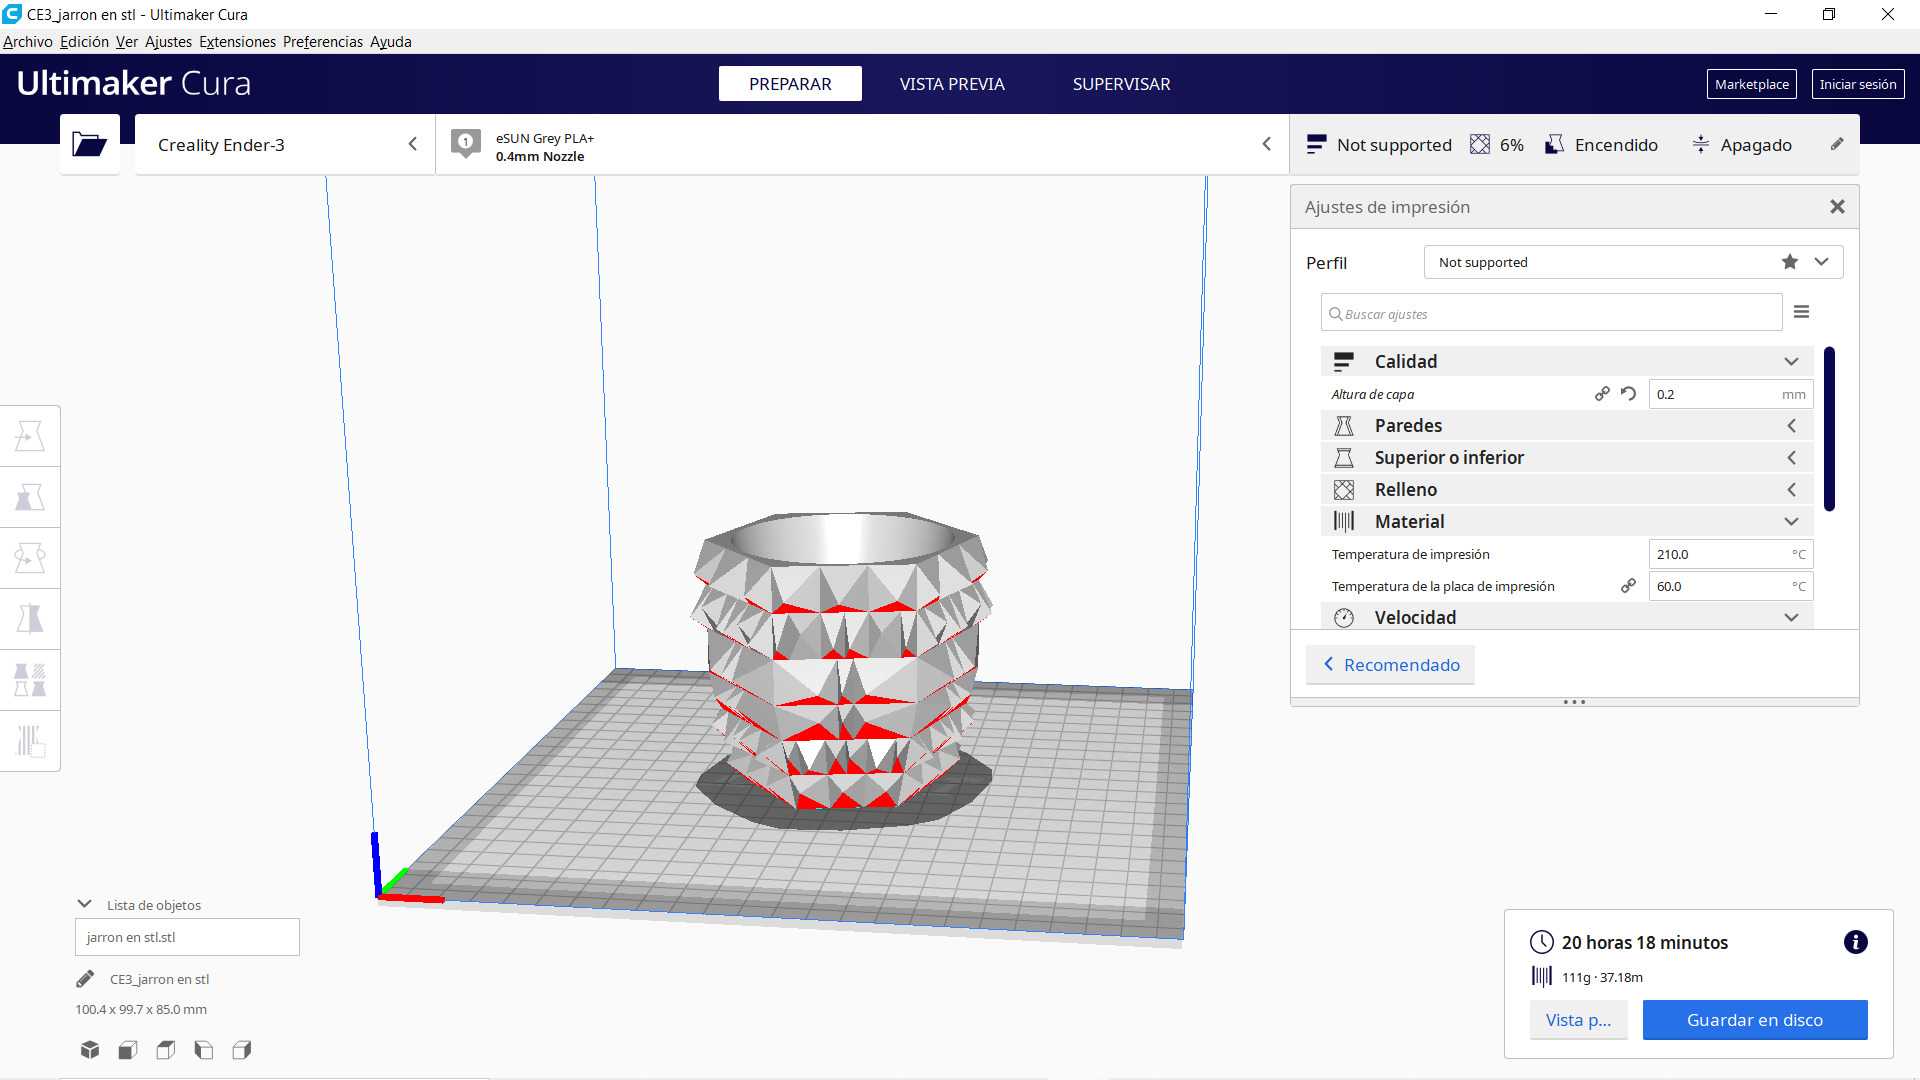 CE3_jarron en stl - Ultimaker Cura
Archivo Edición Ver Ajustes Extensiones Preferencias Ayuda
Ultimaker Cura
PREPARAR
VISTA PREVIA
SUPERVISAR
Marketplace
Iniciar sesión
Creality Ender-3
1
eSUN Grey PLA+
0.4mm Nozzle
Not supported
6%
Encendido
Apagado
Ajustes de impresión
Perfil
Not supported
Buscar ajustes
Calidad
Altura de capa
0.2
mm
Paredes
Superior o inferior
Relleno
Material
Temperatura de impresión
210.0
°C
Temperatura de la placa de impresión
60.0
°C
Velocidad
Recomendado
Lista de objetos
jarron en stl.stl
CE3_jarron en stl
100.4 x 99.7 x 85.0 mm
20 horas 18 minutos
111g · 37.18m
Vista p...
Guardar en disco